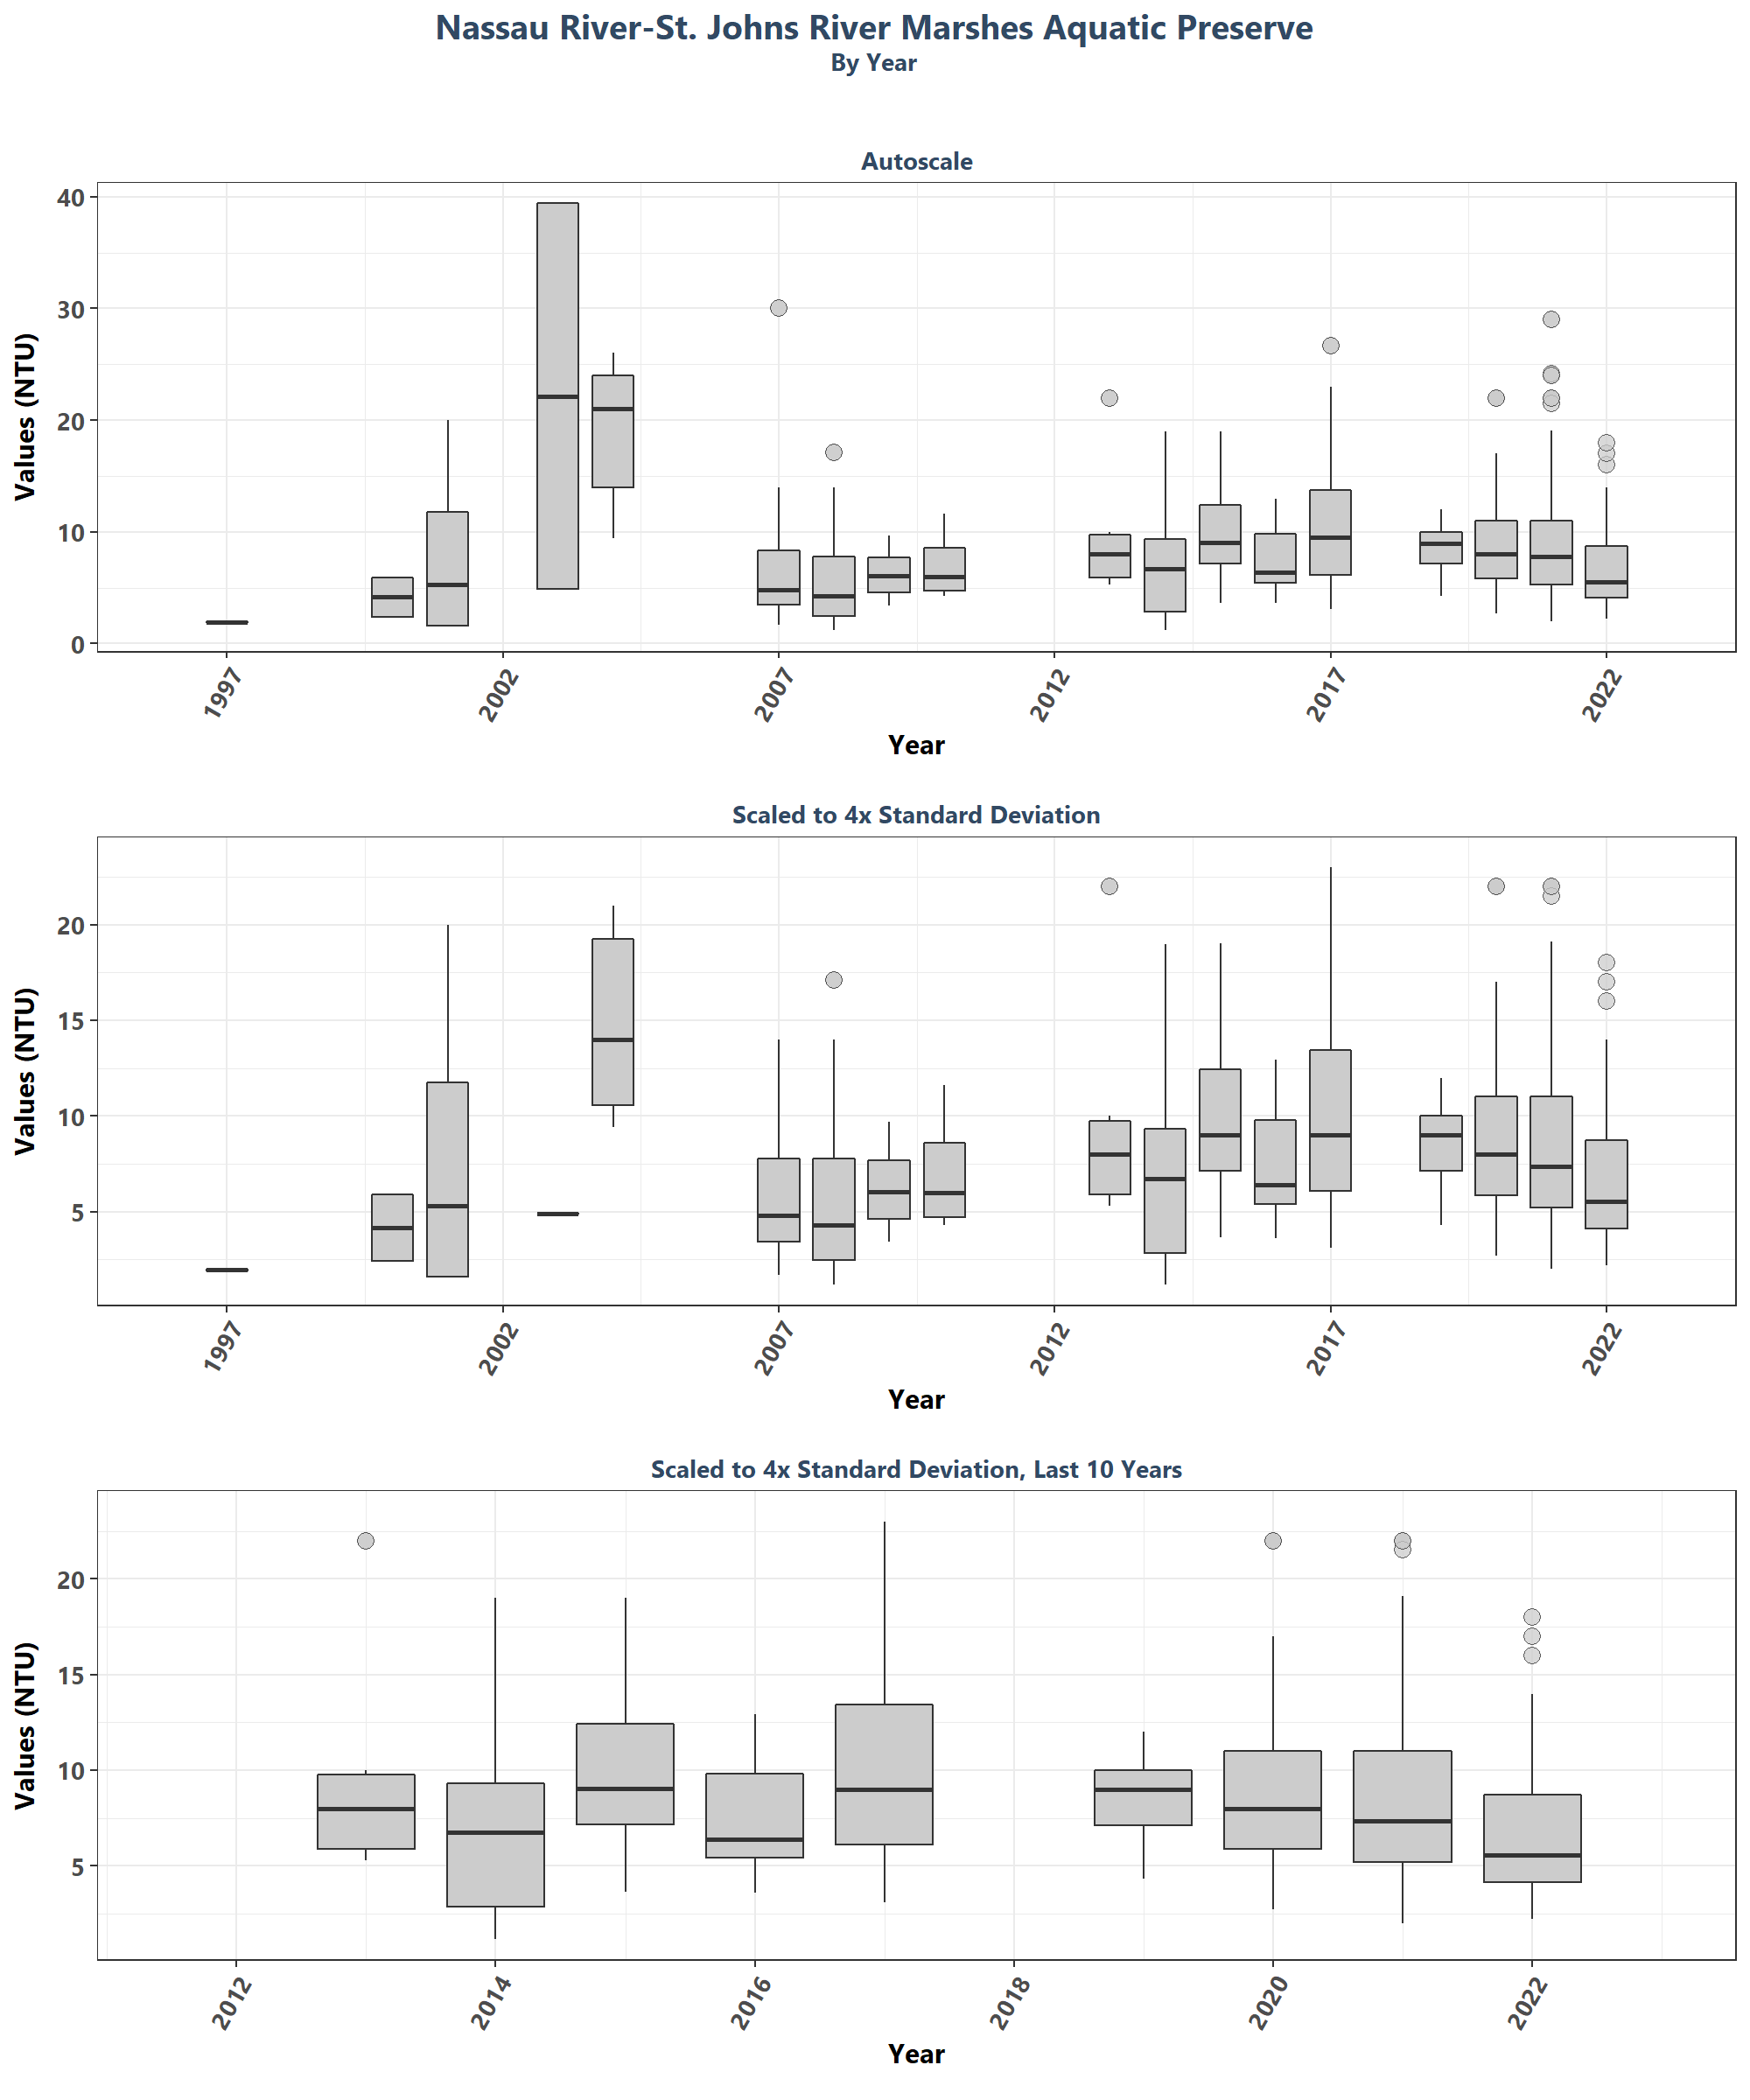 Nassau River-St. Johns River Marshes Aquatic Preserve
By Year
Autoscale
Values (NTU)
40
30
20
10
0
1997 2002 2007 2012 2017 2022
Year
Scaled to 4x Standard Deviation
Values (NTU)
20
15
10
5
1997 2002 2007 2012 2017 2022
Year
Scaled to 4x Standard Deviation, Last 10 Years
Values (NTU)
20
15
10
5
2012 2014 2016 2018 2020 2022
Year